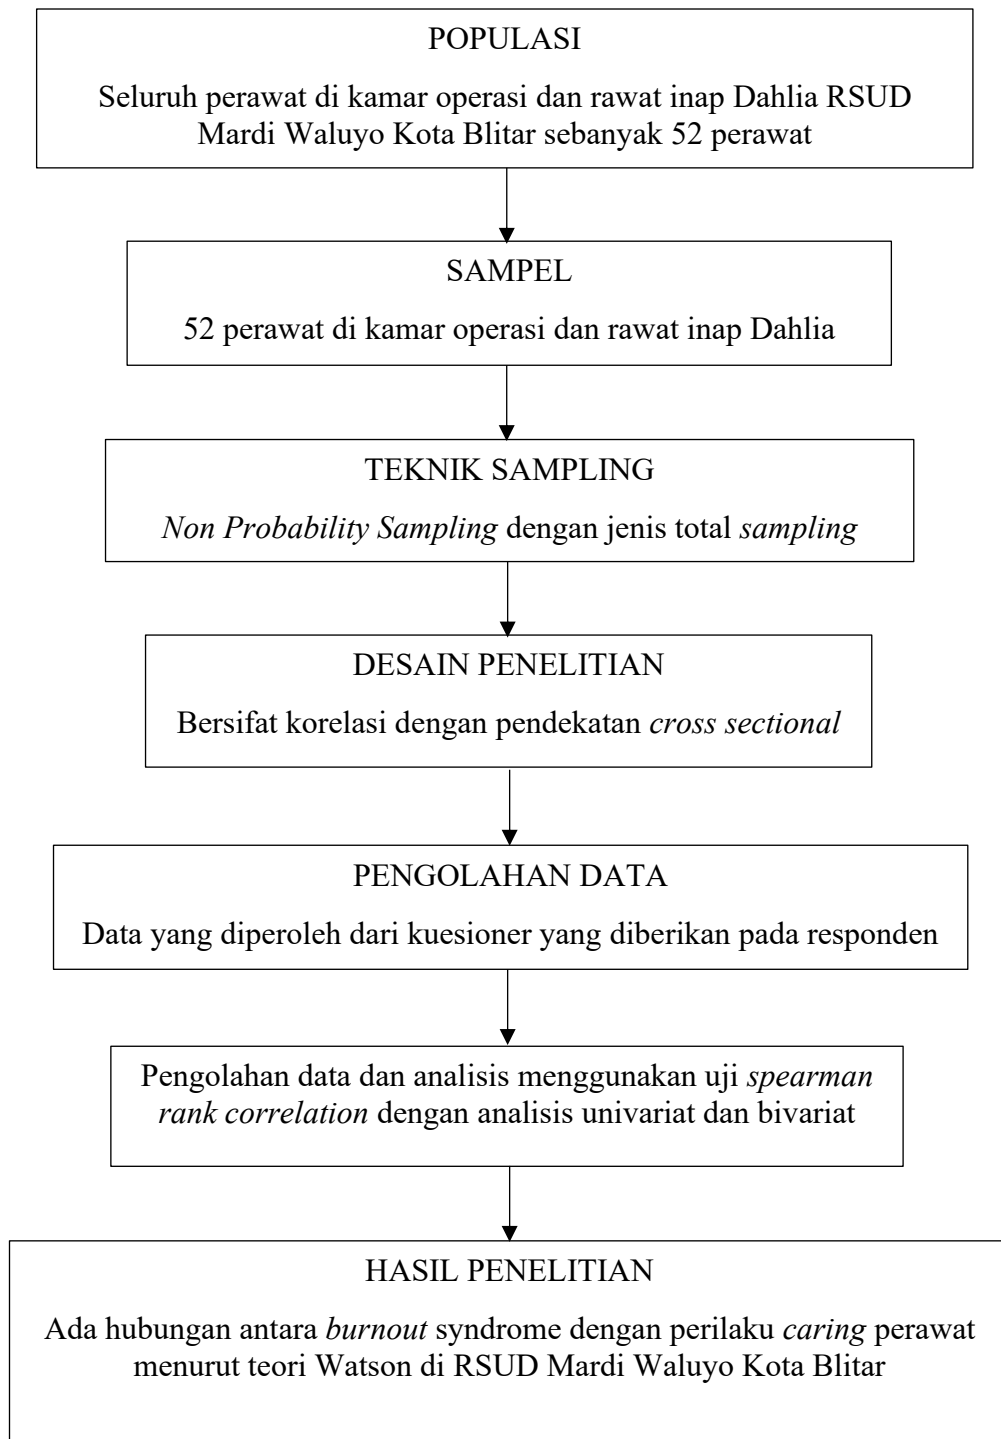 POPULASI
Seluruh perawat di kamar operasi dan rawat inap Dahlia RSUD
Mardi Waluyo Kota Blitar sebanyak 52 perawat
SAMPEL
52 perawat di kamar operasi dan rawat inap Dahlia
TEKNIK SAMPLING
Non Probability Sampling dengan jenis total sampling
DESAIN PENELITIAN
Bersifat korelasi dengan pendekatan cross sectional
PENGOLAHAN DATA
Data yang diperoleh dari kuesioner yang diberikan pada responden
Pengolahan data dan analisis menggunakan uji spearman
rank correlation dengan analisis univariat dan bivariat
HASIL PENELITIAN
Ada hubungan antara burnout syndrome dengan perilaku caring perawat
menurut teori Watson di RSUD Mardi Waluyo Kota Blitar